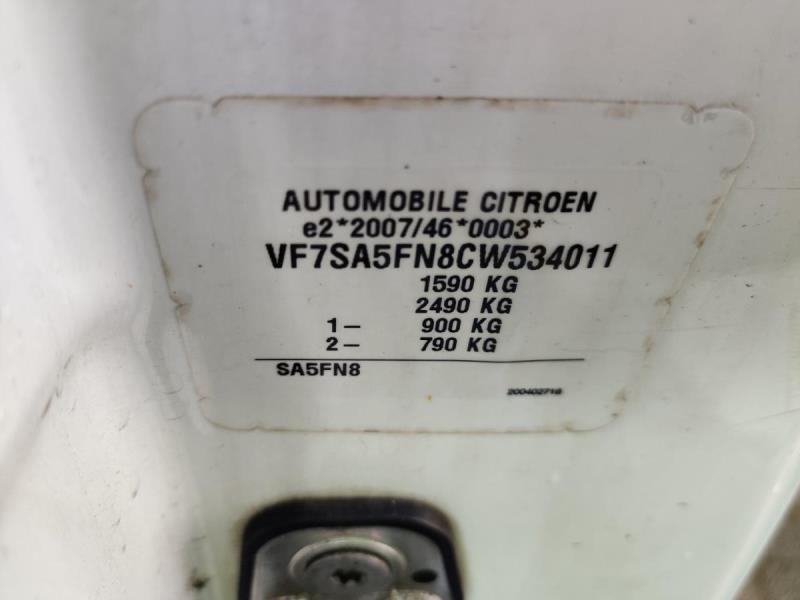 AUTOMOBILE CITROEN
e2*2007/46*0003*
VF7SA5FN8CW534011
1590 KG
2490 KG
1– 900 KG
2– 790 KG
SA5FN8